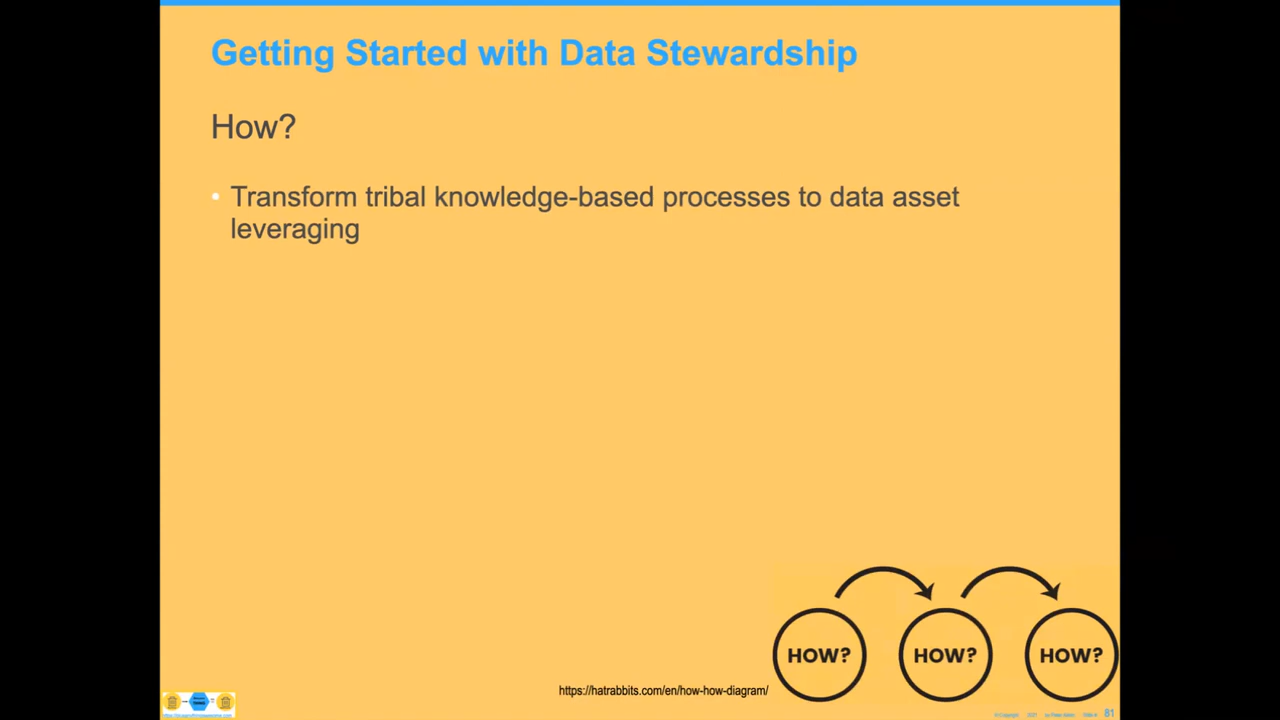 Getting Started with Data Stewardship
How?
• Transform tribal knowledge-based processes to data asset
leveraging
HOW? HOW? HOW?
https://hatrabbits.com/en/how-how-diagram/
81